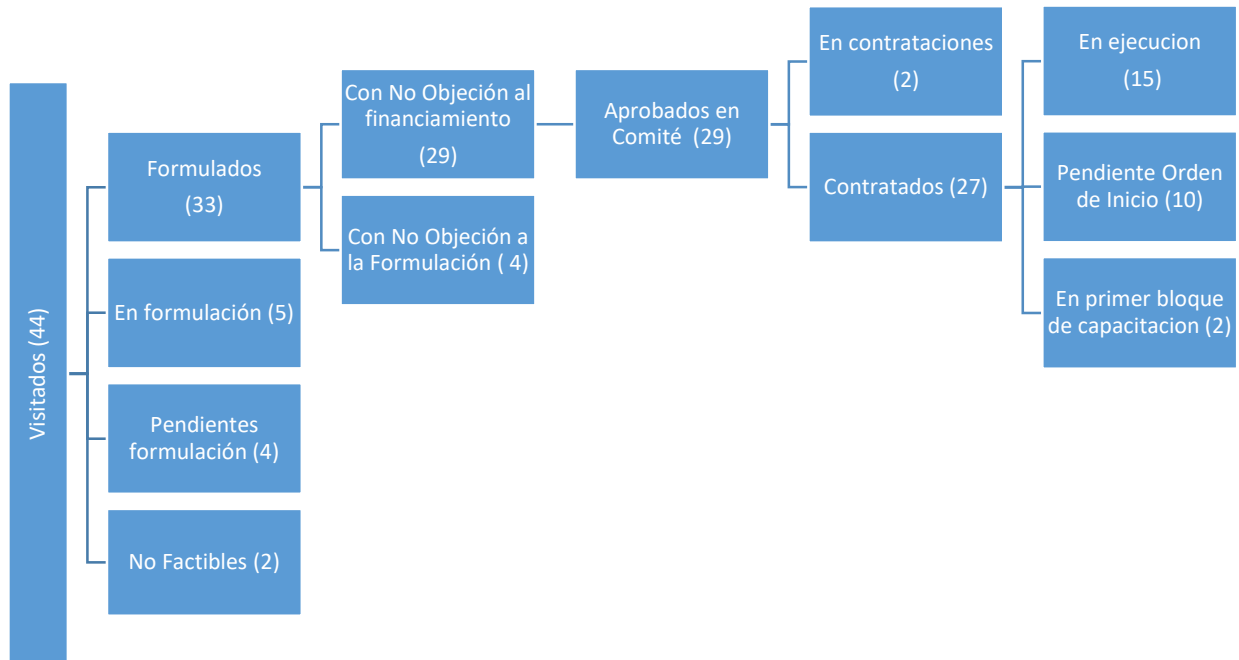 Visitados (44)
Formulados
(33)
En formulación (5)
Pendientes
formulación (4)
No Factibles (2)
Con No Objeción al
financiamiento
(29)
Con No Objeción a
la Formulación ( 4)
Aprobados en
Comité (29)
En contrataciones
(2)
Contratados (27)
En ejecucion
(15)
Pendiente Orden
de Inicio (10)
En primer bloque
de capacitacion (2)